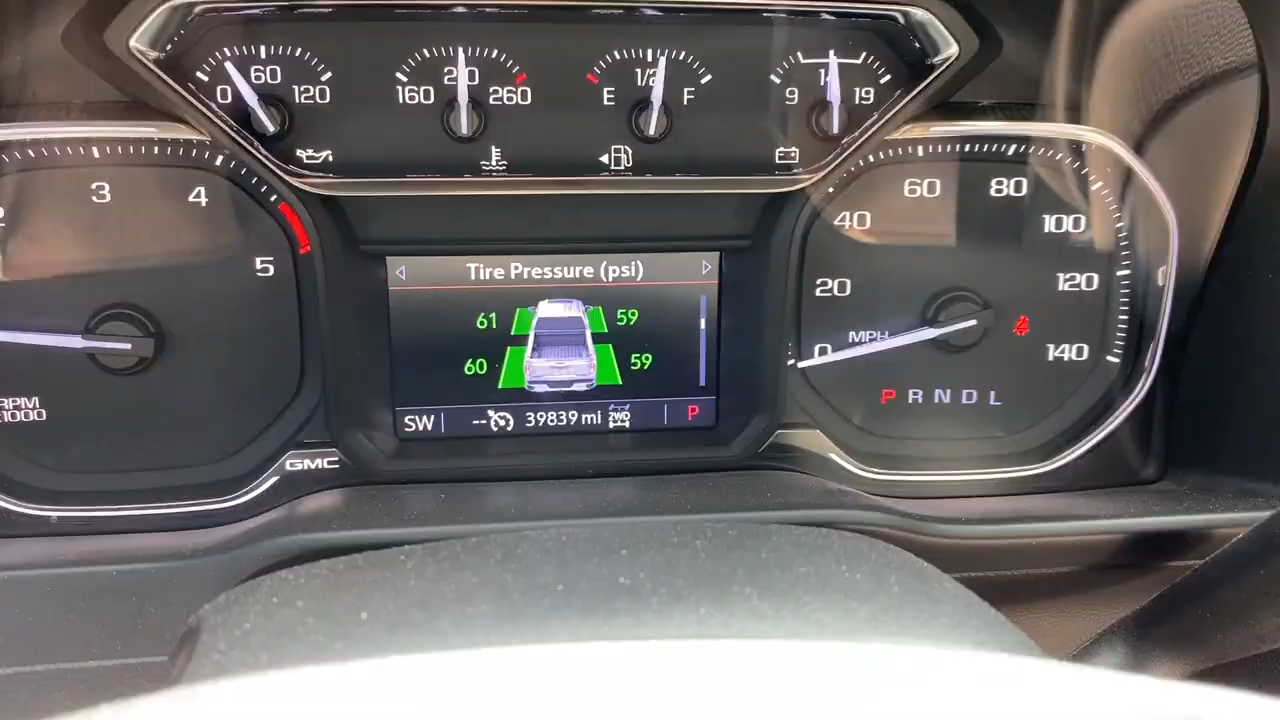 0 60 120
160 210 260
E 1/2 F
9 14 19
3 4 5
RPM
x1000
GMC
Tire Pressure (psi)
61 59
60 59
SW -- 39839 mi 2WD P
0 20 40 60 80 100 120 140
MPH
P R N D L